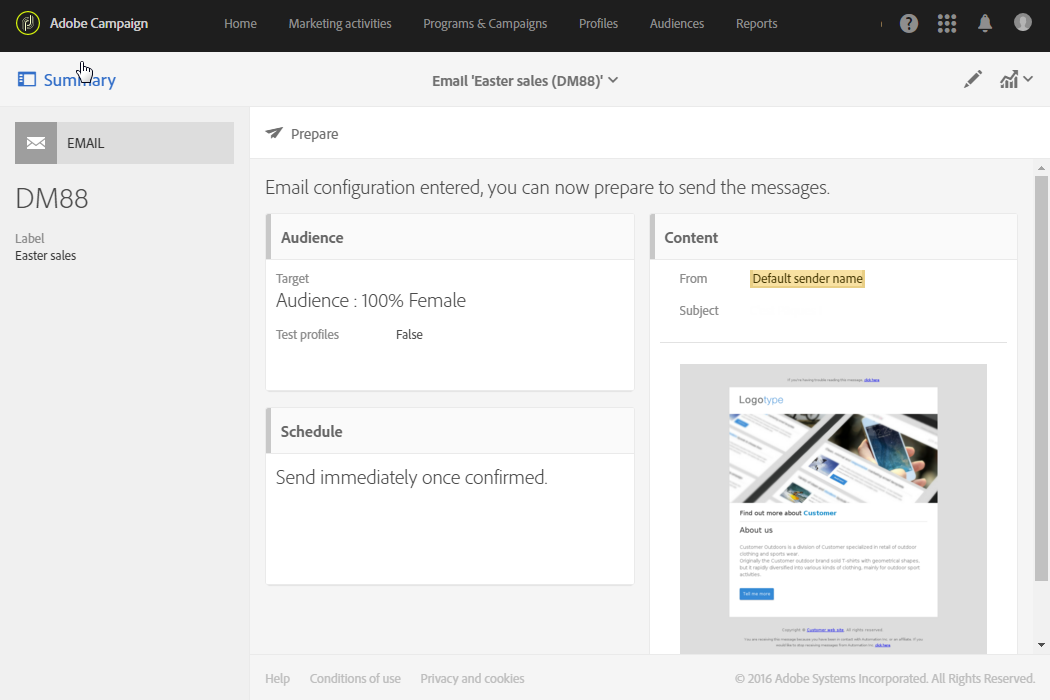 Adobe Campaign Home Marketing activities Programs & Campaigns Profiles Audiences Reports ?
Summary Email 'Easter sales (DM88)'
EMAIL
DM88
Label
Easter sales
Prepare
Email configuration entered, you can now prepare to send the messages.
Audience
Target
Audience : 100% Female
Test profiles False
Schedule
Send immediately once confirmed.
Content
From Default sender name
Subject
If you're having trouble reading this message, click here.
Logotype
Find out more about Customer
About us
Customer Outdoors is a division of Customer specialized in retail of outdoor
clothing and sports wear.
Originally the Customer outdoor brand sold T-shirts with geometrical shapes,
but it rapidly diversified into various kinds of clothing, mainly for outdoor sport
activities.
Tell me more
Copyright © Customer web site. All rights reserved.
You are receiving this message because you have been in contact with Automation Inc. or an affiliate. If you
would like to stop receiving messages from Automation Inc. click here.
Help Conditions of use Privacy and cookies © 2016 Adobe Systems Incorporated. All Rights Reserved.